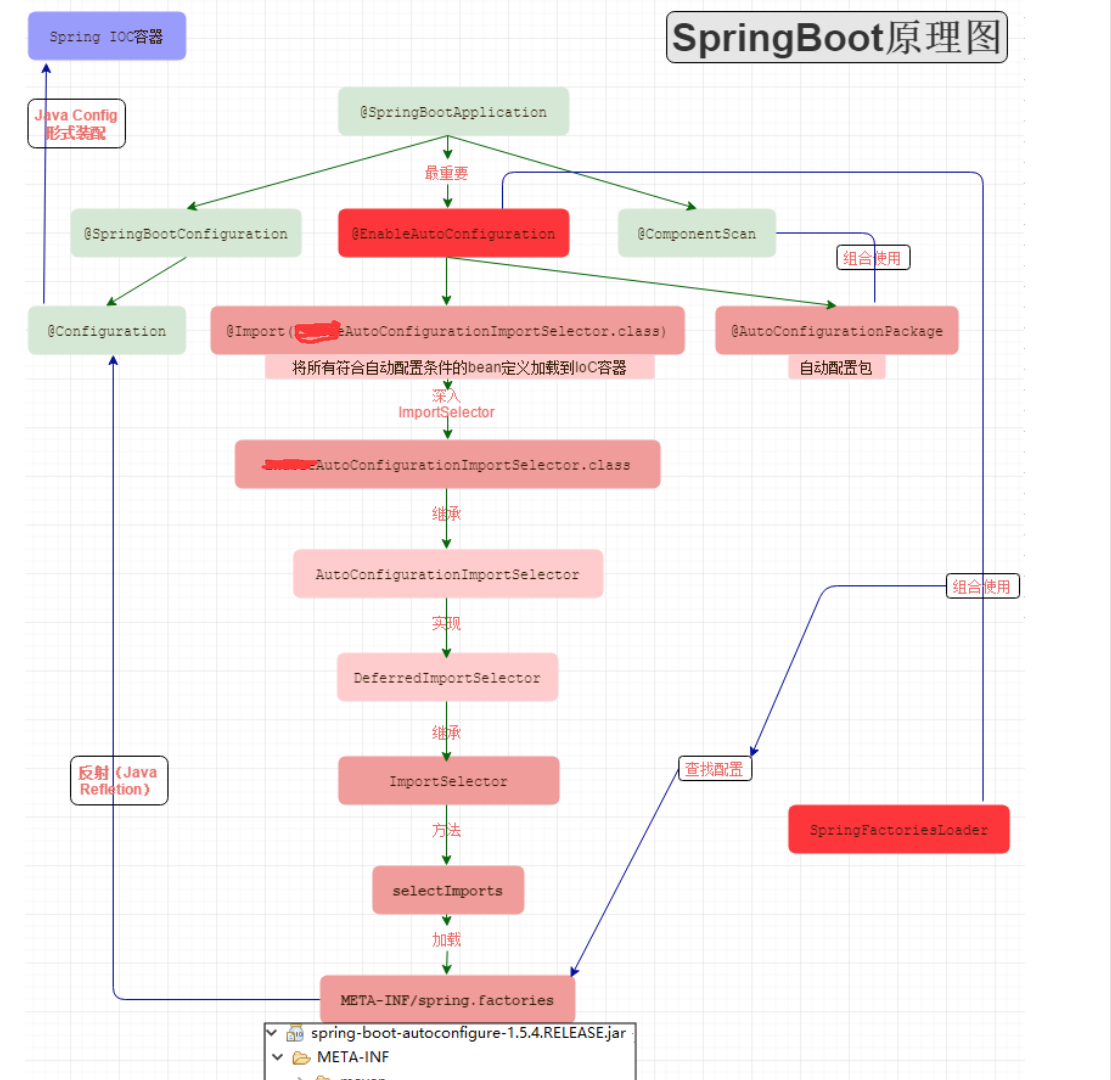 Spring IOC容器
SpringBoot原理图
Java Config
形式装配
@SpringBootApplication
最重要
@SpringBootConfiguration
@EnableAutoConfiguration
@ComponentScan
组合使用
@Configuration
@Import(eAutoConfigurationImportSelector.class)
@AutoConfigurationPackage
将所有符合自动配置条件的bean定义加载到IoC容器
自动配置包
深入
ImportSelector
AutoConfigurationImportSelector.class
继承
AutoConfigurationImportSelector
组合使用
实现
DeferredImportSelector
继承
查找配置
反射（Java
Refletion）
ImportSelector
方法
SpringFactoriesLoader
selectImports
加载
META-INF/spring.factories
spring-boot-autoconfigure-1.5.4.RELEASE.jar
META-INF